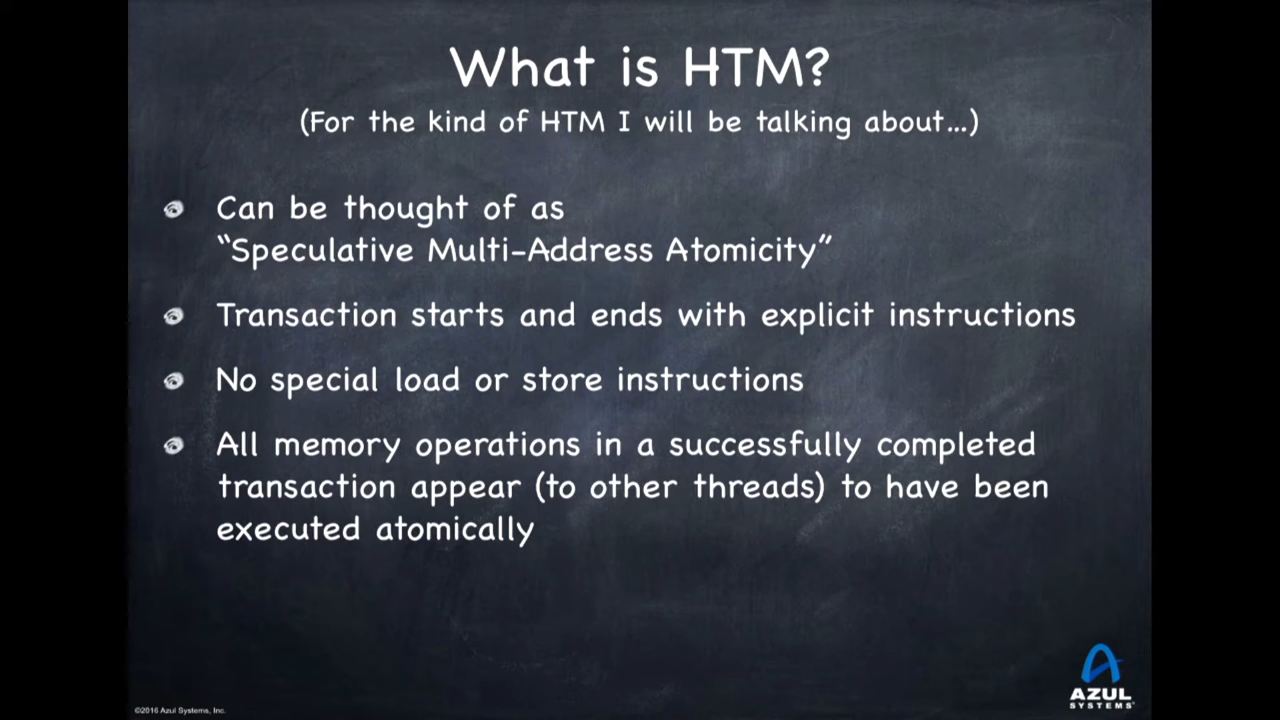 What is HTM?
(For the kind of HTM I will be talking about...)
Can be thought of as
“Speculative Multi-Address Atomicity”
Transaction starts and ends with explicit instructions
No special load or store instructions
All memory operations in a successfully completed
transaction appear (to other threads) to have been
executed atomically
©2016 Azul Systems, Inc.
AZUL
SYSTEMS